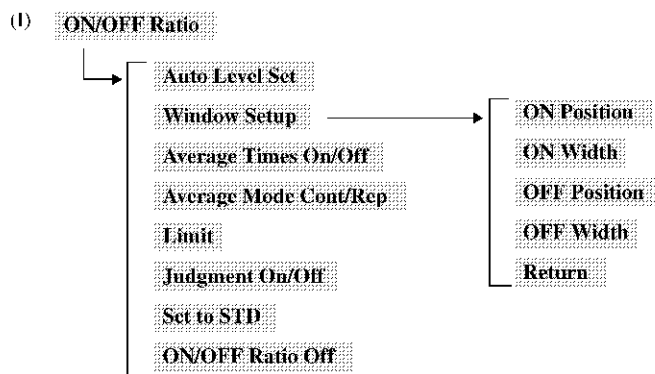 (1) ON/OFF Ratio
Auto Level Set
Window Setup
Average Times On/Off
Average Mode Cont/Rep
Limit
Judgment On/Off
Set to STD
ON/OFF Ratio Off
ON Position
ON Width
OFF Position
OFF Width
Return